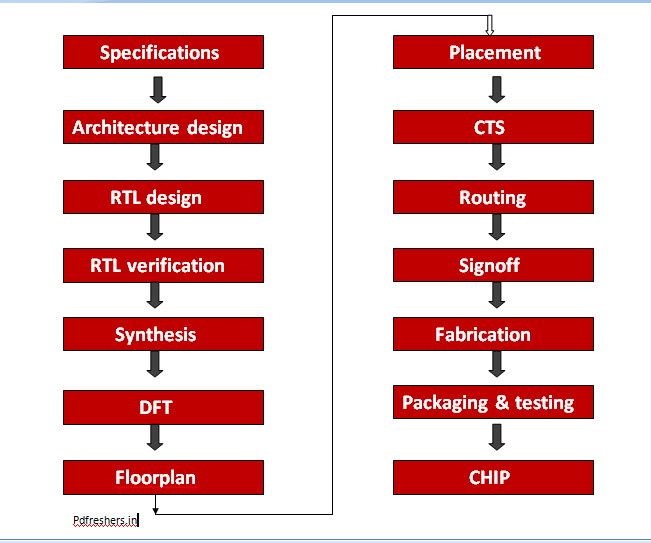 Specifications
Architecture design
RTL design
RTL verification
Synthesis
DFT
Floorplan
Pdfreshers.in
Placement
CTS
Routing
Signoff
Fabrication
Packaging & testing
CHIP